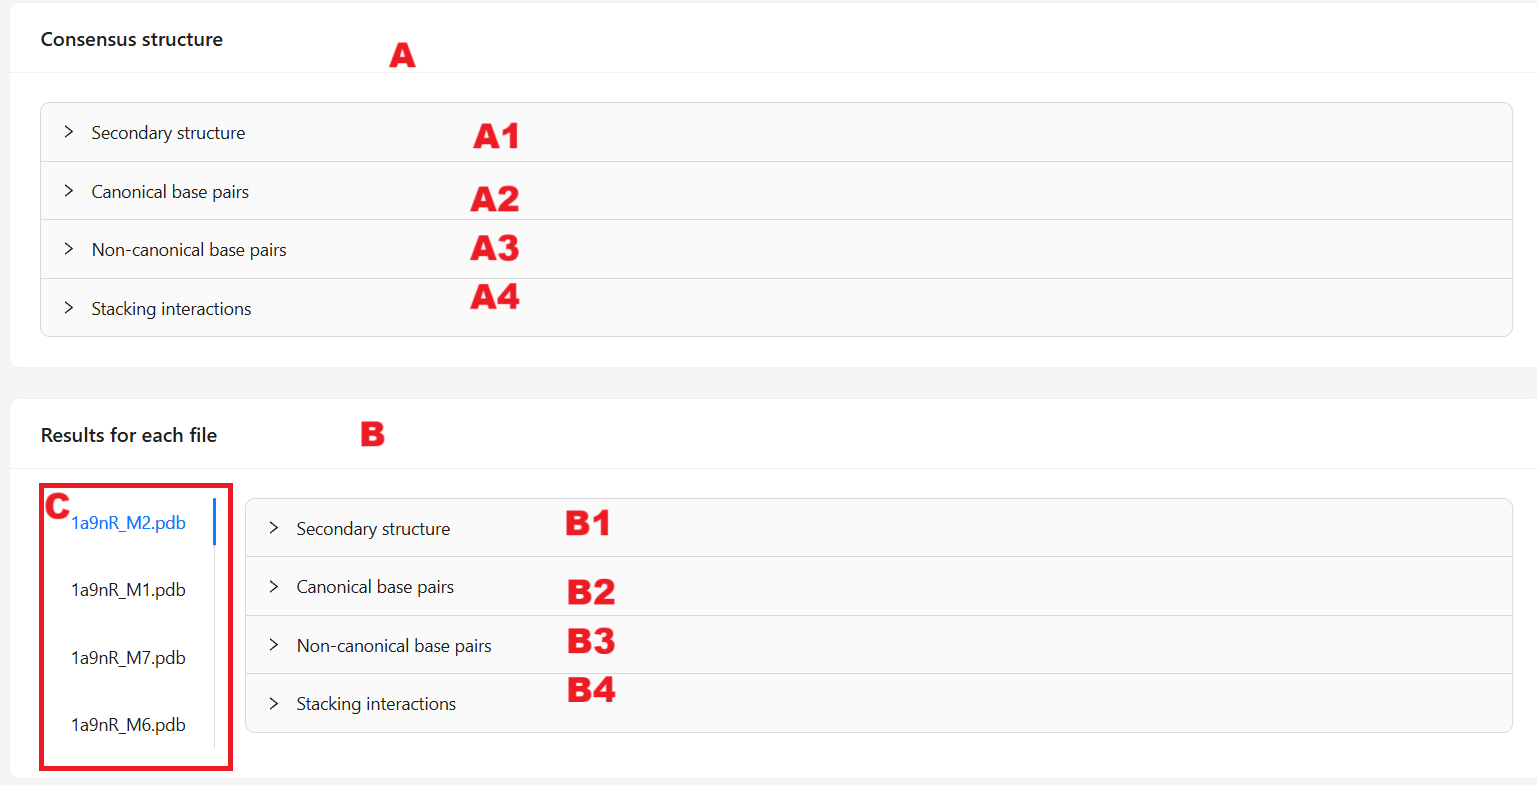 Consensus structure
A
Secondary structure A1
Canonical base pairs A2
Non-canonical base pairs A3
Stacking interactions A4
Results for each file B
C
1a9nR_M2.pdb
1a9nR_M1.pdb
1a9nR_M7.pdb
1a9nR_M6.pdb
Secondary structure B1
Canonical base pairs B2
Non-canonical base pairs B3
Stacking interactions B4